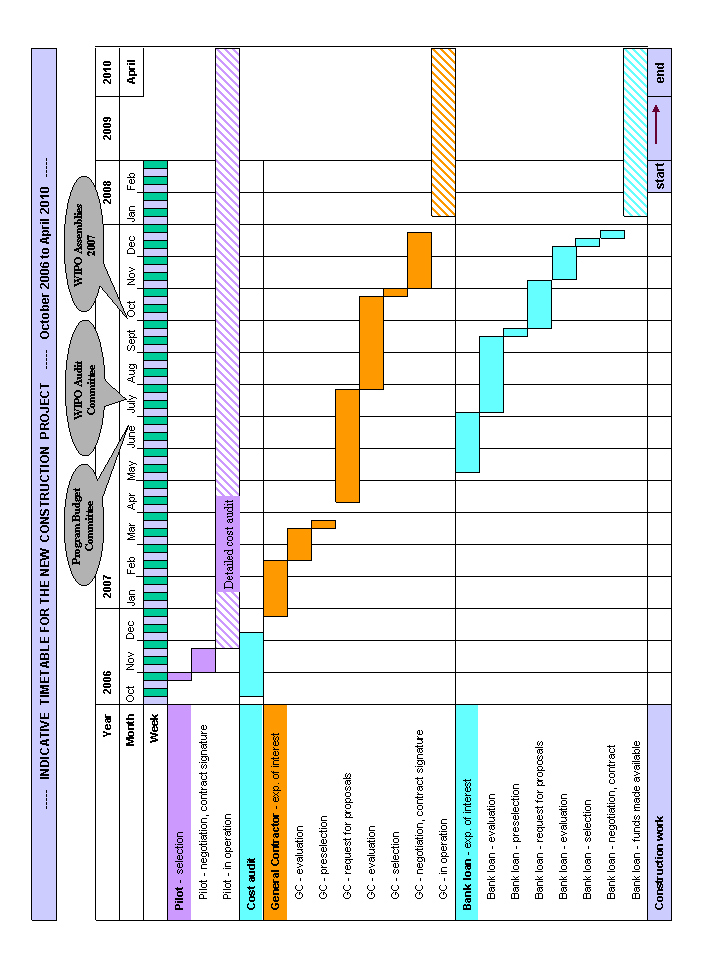 ----- INDICATIVE TIMETABLE FOR THE NEW CONSTRUCTION PROJECT ----- October 2006 to April 2010 -----
Program/Budget
Committee
WIPO Audit
Committee
WIPO Assemblies
2007
Year 2006 2007 2008 2009 2010
Month Oct Nov Dec Jan Feb Mar Apr May June July Aug Sept Oct Nov Dec Jan Feb April
Week
Pilot - selection
Pilot - negotiation, contract signature
Pilot - in operation Detailed cost audit
Cost audit
General Contractor - exp. of interest
GC - evaluation
GC - preselection
GC - request for proposals
GC - evaluation
GC - selection
GC - negotiation, contract signature
GC - in operation
Bank loan - exp. of interest
Bank loan - evaluation
Bank loan - preselection
Bank loan - request for proposals
Bank loan - evaluation
Bank loan - selection
Bank loan - negotiation, contract
Bank loan - funds made available
Construction work start end